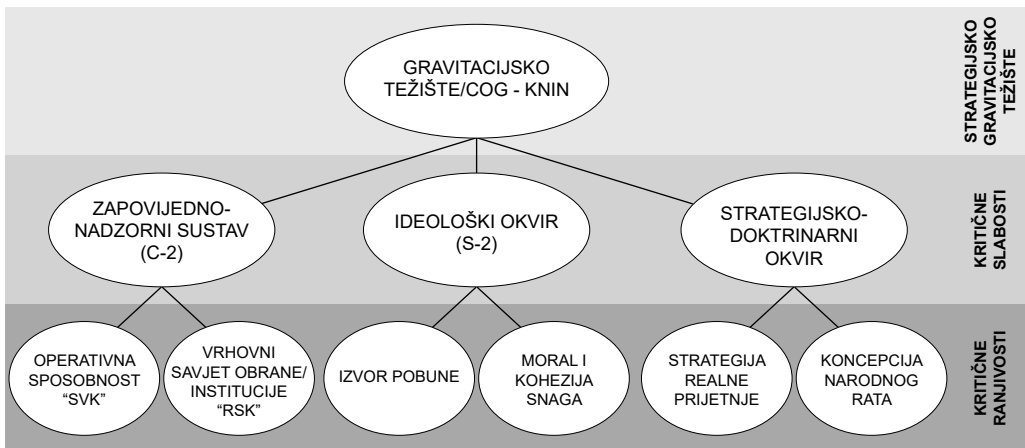 GRAVITACIJSKO
TEŽIŠTE/COG - KNIN
STRATEGIJSKO
GRAVITACIJSKO
TEŽIŠTE
ZAPOVIJEDNO-
NADZORNI SUSTAV
(C-2)
IDEOLOŠKI OKVIR
(S-2)
STRATEGIJSKO-
DOKTRINARNI
OKVIR
KRITIČNE
SLABOSTI
OPERATIVNA
SPOSOBNOST
“SVK”
VRHOVNI
SAVJET OBRANE/
INSTITUCIJE
“RSK”
IZVOR POBUNE
MORAL I
KOHEZIJA
SNAGA
STRATEGIJA
REALNE
PRIJETNJE
KONCEPCIJA
NARODNOG
RATA
KRITIČNE
RANJIVOSTI